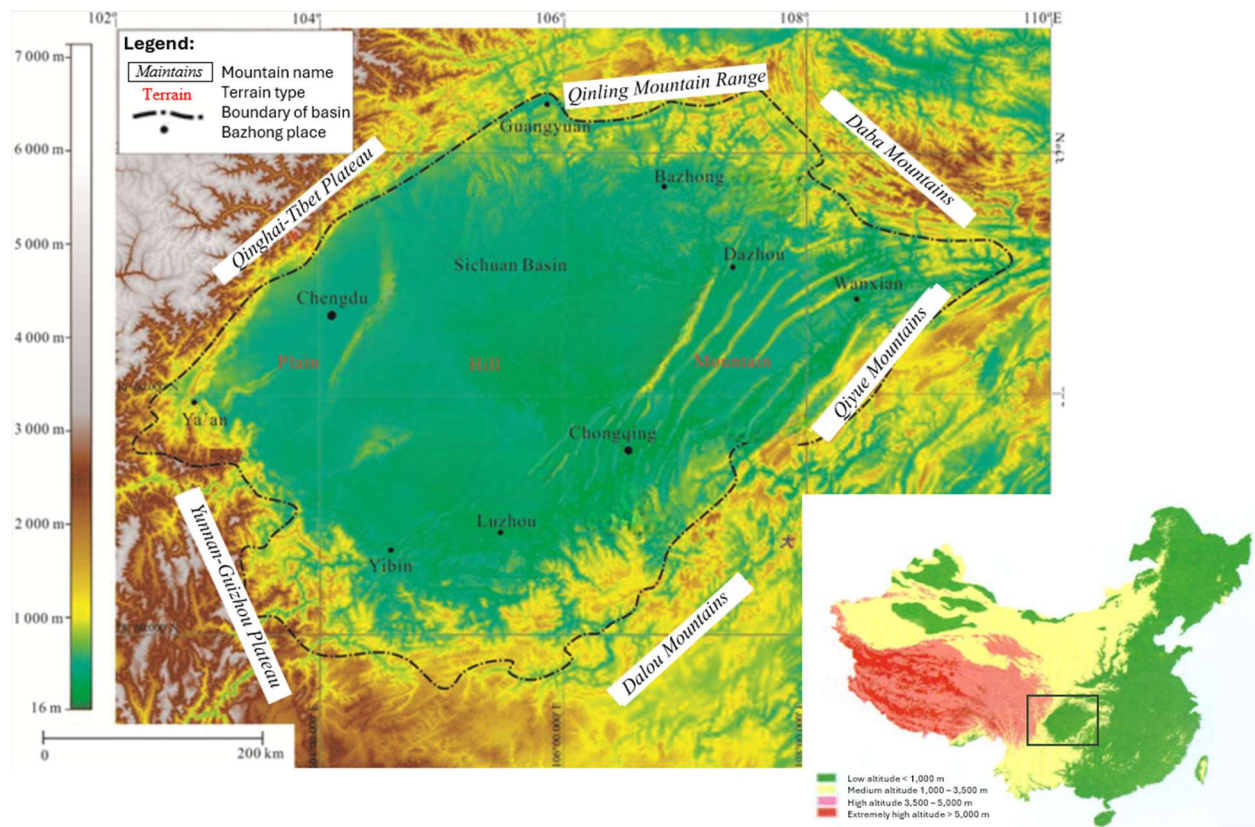 102° 104° 106° 108° 110°E
Legend:
Maintains Mountain name
Terrain Terrain type
Boundary of basin
Bazhong place
7 000 m
6 000 m
5 000 m
4 000 m
3 000 m
2 000 m
1 000 m
16 m
0 200 km
Qinling Mountain Range
Daba Mountains
Qinghai-Tibet Plateau
Guangyuan
Bazhong
Sichuan Basin
Dazhou
Wanxian
Chengdu
Plain
Hill
Mountain
Qiyue Mountains
Ya'an
Chongqing
Luzhou
Yibin
大
Yunnan-Guizhou Plateau
Dalou Mountains
Low altitude < 1,000 m
Medium altitude 1,000 – 3,500 m
High altitude 3,500 – 5,000 m
Extremely high altitude > 5,000 m